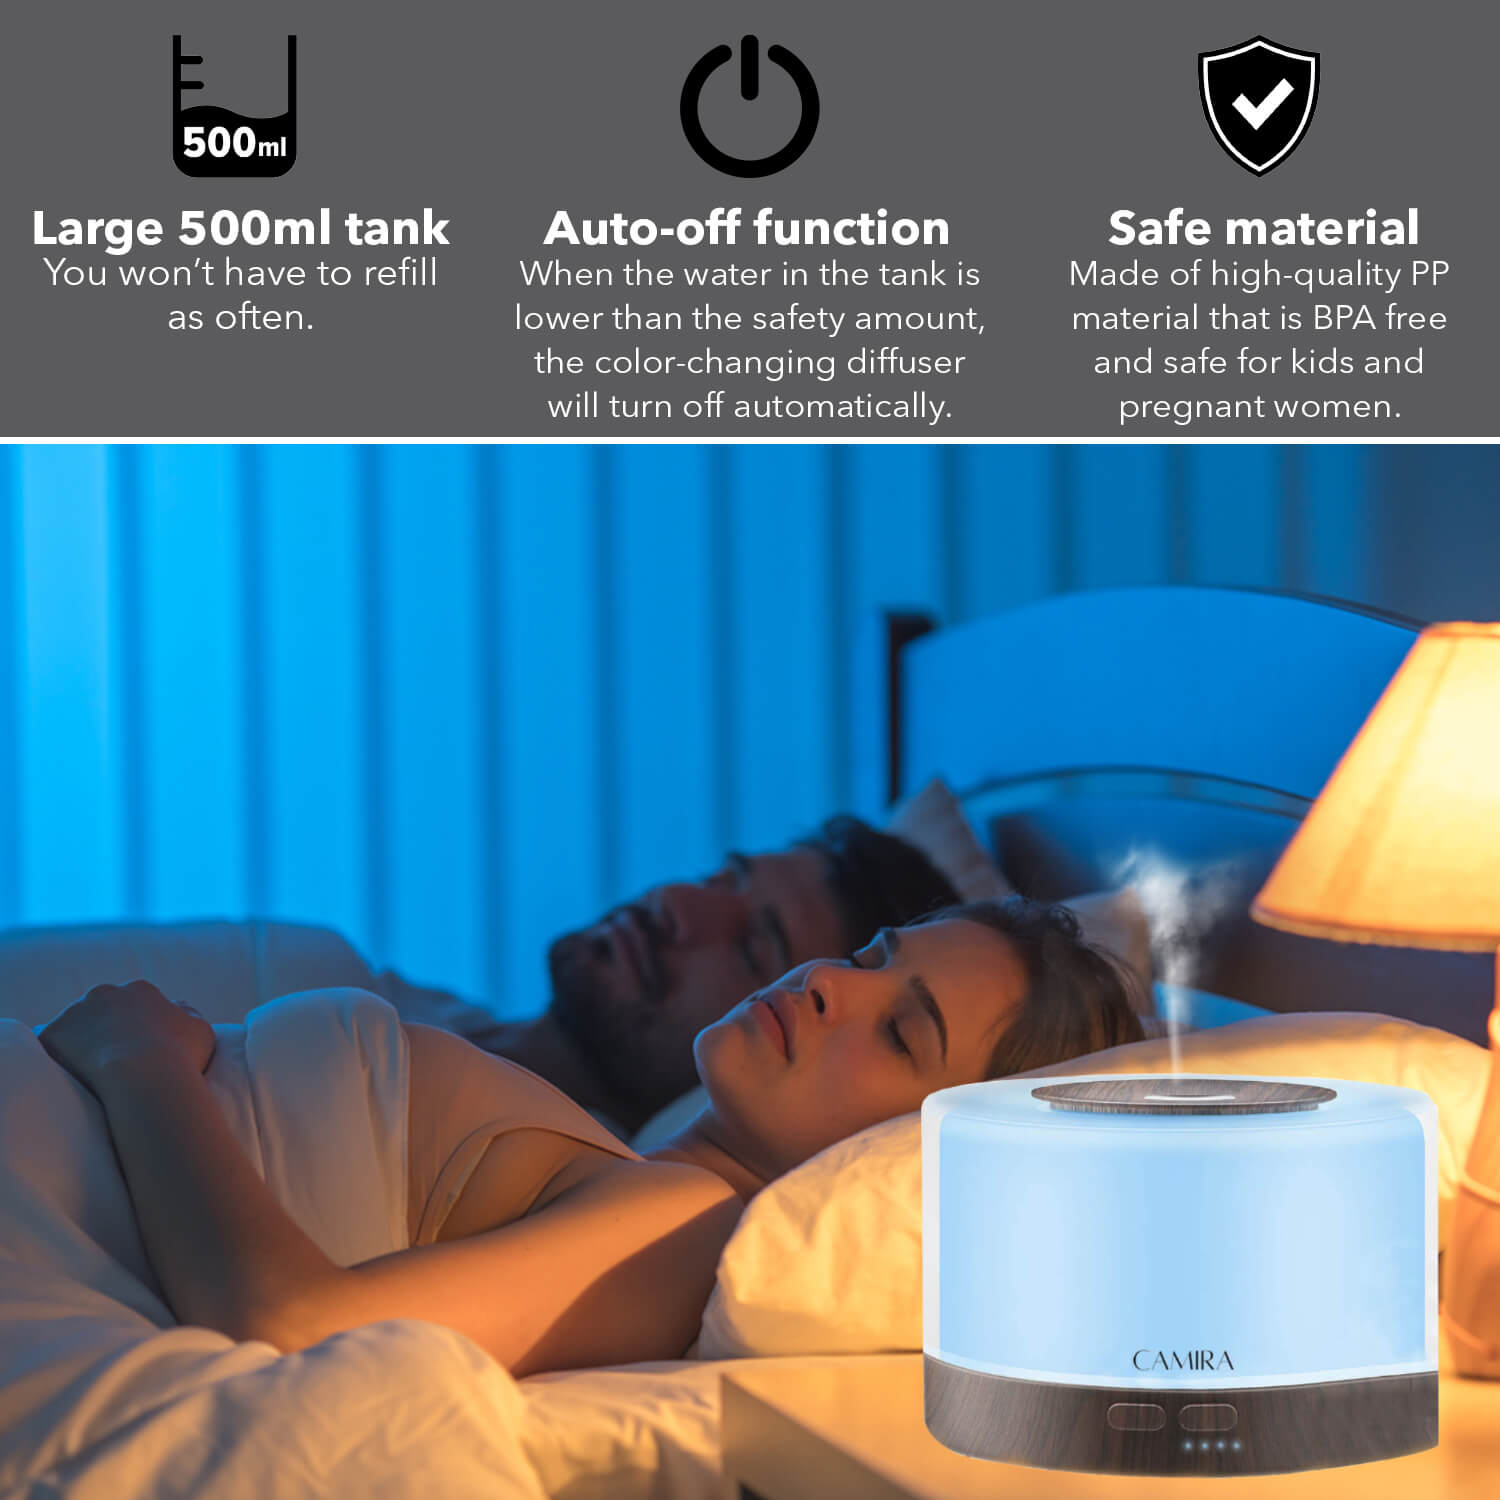 500ml
Large 500ml tank
You won't have to refill
as often.
Auto-off function
When the water in the tank is
lower than the safety amount,
the color-changing diffuser
will turn off automatically.
Safe material
Made of high-quality PP
material that is BPA free
and safe for kids and
pregnant women.
CAMIRA